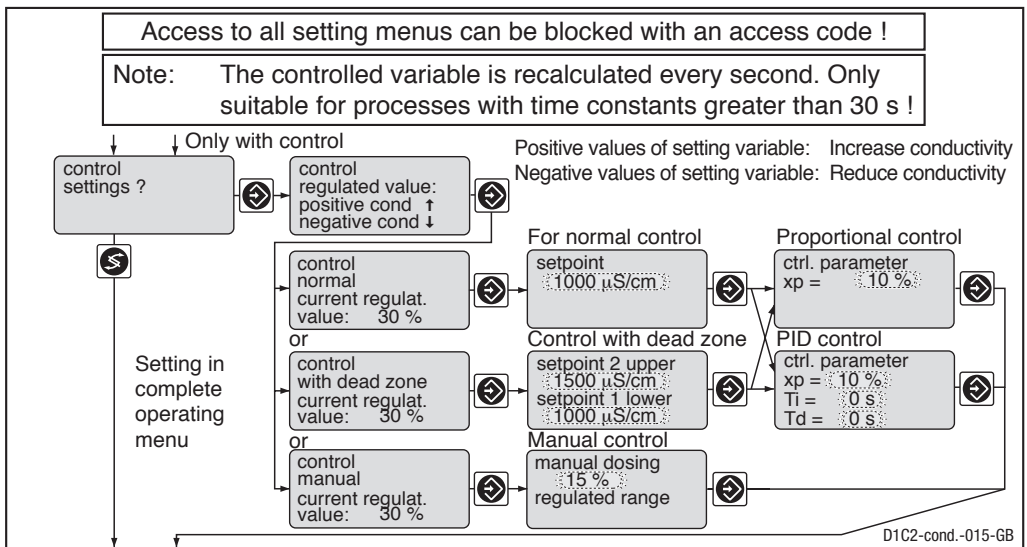 Access to all setting menus can be blocked with an access code !
Note: The controlled variable is recalculated every second. Only
suitable for processes with time constants greater than 30 s !
Only with control
Positive values of setting variable: Increase conductivity
Negative values of setting variable: Reduce conductivity
control
settings ?
control
regulated value:
positive cond ↑
negative cond ↓
For normal control
Proportional control
control
normal
current regulat.
value: 30 %
setpoint
1000 µS/cm
ctrl. parameter
xp = 10 %
or
Control with dead zone
PID control
Setting in
complete
operating
menu
control
with dead zone
current regulat.
value: 30 %
setpoint 2 upper
1500 µS/cm
setpoint 1 lower
1000 µS/cm
ctrl. parameter
xp = 10 %
Ti = 0 s
Td = 0 s
or
Manual control
control
manual
current regulat.
value: 30 %
manual dosing
15 %
regulated range
D1C2-cond.-015-GB